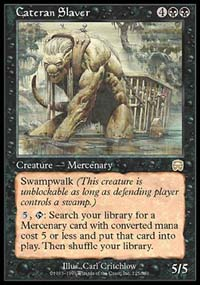 Cateran Slaver 4
Creature — Mercenary
Swampwalk (This creature is
unblockable as long as defending player
controls a swamp.)
5, : Search your library for a
Mercenary card with converted mana
cost 5 or less and put that card into
play. Then shuffle your library.
Illus. Carl Critchlow
5/5